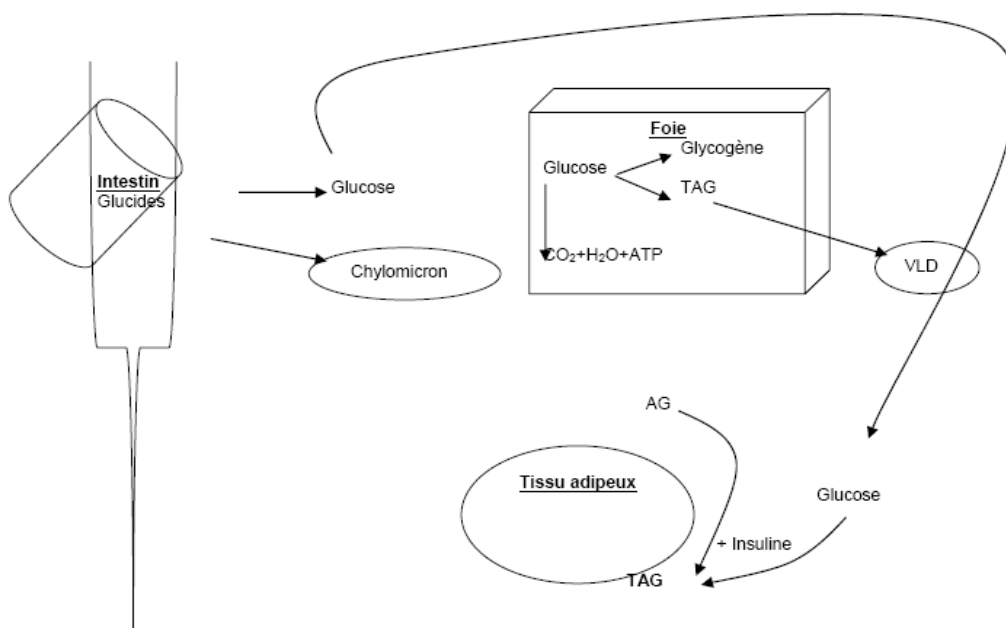 Intestin
Glucides
Glucose
Chylomicron
Foie
Glucose
Glycogène
TAG
CO₂+H₂O+ATP
VLD
AG
Tissu adipeux
Glucose
+ Insuline
TAG